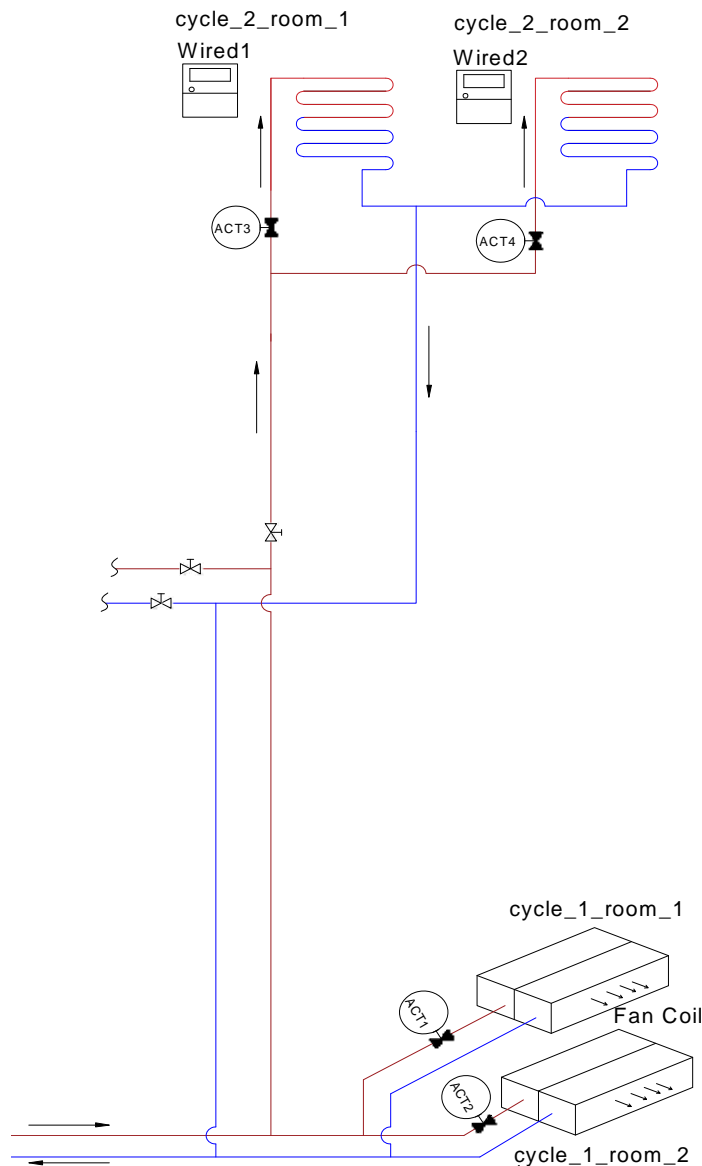 cycle_2_room_1
cycle_2_room_2
Wired1
Wired2
ACT3
ACT4
cycle_1_room_1
ACT1
Fan Coil
ACT2
cycle_1_room_2